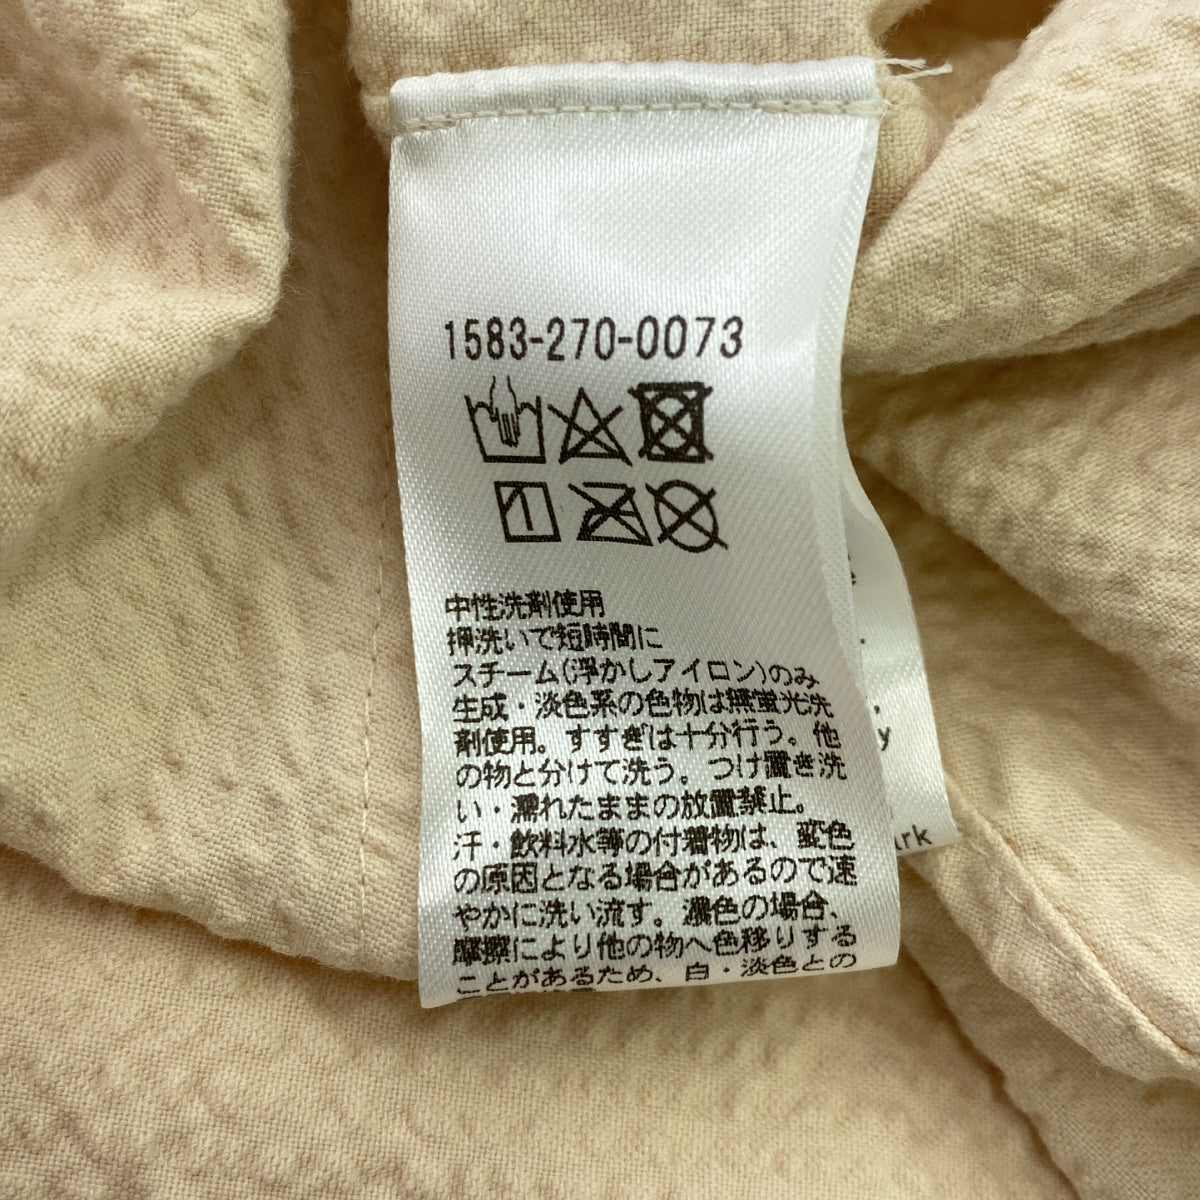 1583-270-0073
中性洗剤使用
押洗いで短時間に
スチーム(浮かしアイロン)のみ
生成・淡色系の色物は無蛍光洗
剤使用。すすぎは十分行う。他
の物と分けて洗う。つけ置き洗
い・濡れたままの放置禁止。
汗・飲料水等の付着物は、変色
の原因となる場合があるので速
やかに洗い流す。濃色の場合、
摩擦により他の物へ色移りする
ことがあるため、白・淡色との